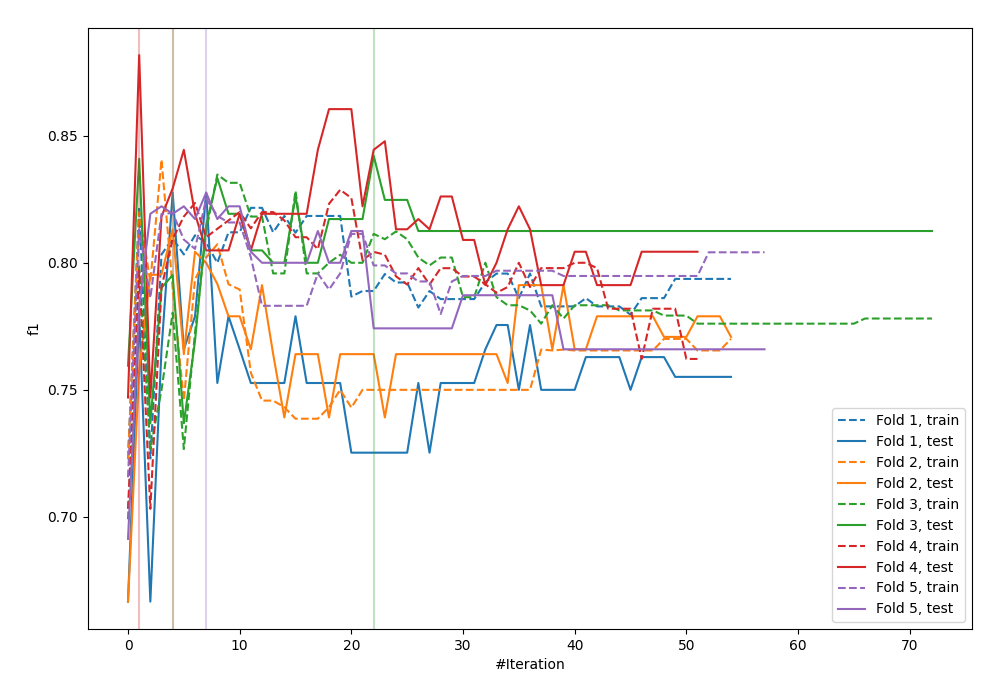 0.85
0.80
0.75
0.70
f1
0
10
20
30
40
50
60
70
#Iteration
Fold 1, train
Fold 1, test
Fold 2, train
Fold 2, test
Fold 3, train
Fold 3, test
Fold 4, train
Fold 4, test
Fold 5, train
Fold 5, test